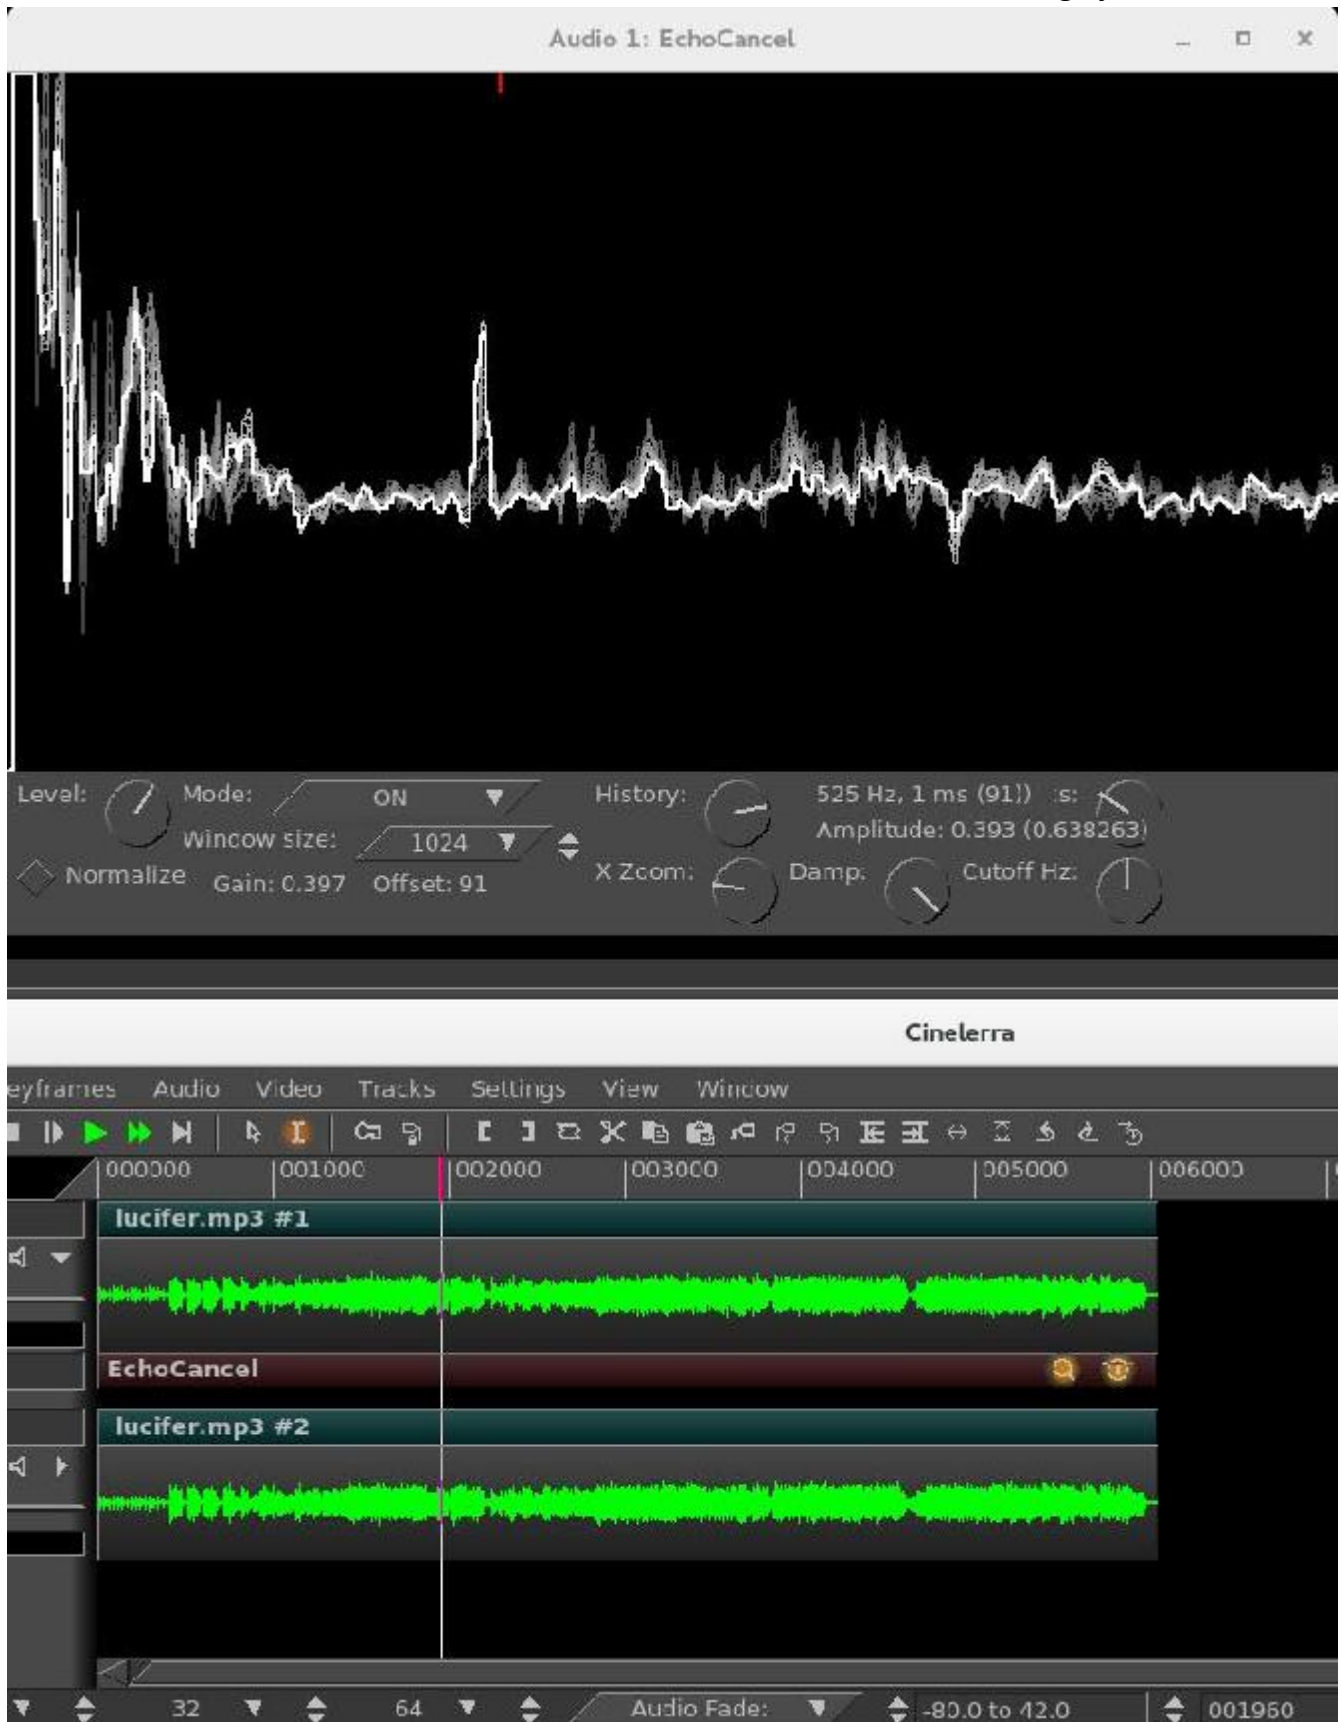 Audio 1: EchoCancel
Level: Mode: ON History: 525 Hz, 1 ms (91)) :s:
Window size: 1024 Amplitude: 0.393 (0.638263)
Normalize Gain: 0.397 Offset: 91 X Zoom: Damp: Cutoff Hz:
Cinelerra
eyframes Audio Video Tracks Settings View Window
000000 001000 002000 003000 004000 005000 006000
lucifer.mp3 #1
EchoCancel
lucifer.mp3 #2
32 64 Audio Fade: -80.0 to 42.0 001960